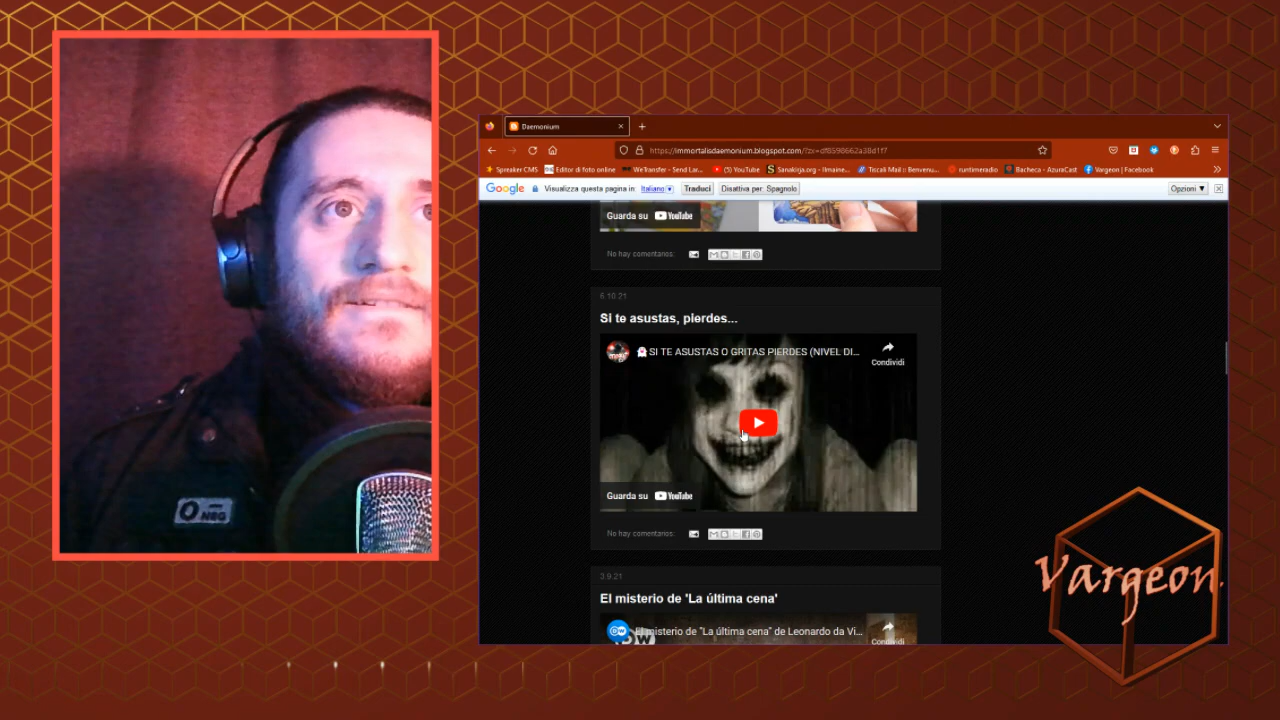 O NEG
Daemonium
https://immortalisdaemonium.blogspot.com/?zx=df8598662a38d1f7
Spreaker CMS Editor di foto online WeTransfer - Send Lar... (5) YouTube Sanakirja.org - Ilmaine... Tiscali Mail :: Benvenu... runtimeradio Bacheca - AzuraCast Vargeon | Facebook
Google Visualizza questa pagina in: Italiano Traduci Disattiva per: Spagnolo Opzioni ▼
Guarda su YouTube
No hay comentarios:
6.10.21
Si te asustas, pierdes...
SI TE ASUSTAS O GRITAS PIERDES (NIVEL DI...
Condividi
Guarda su YouTube
No hay comentarios:
3.9.21
El misterio de 'La última cena'
El misterio de "La última cena" de Leonardo da Vi...
Condividi
Vargeon